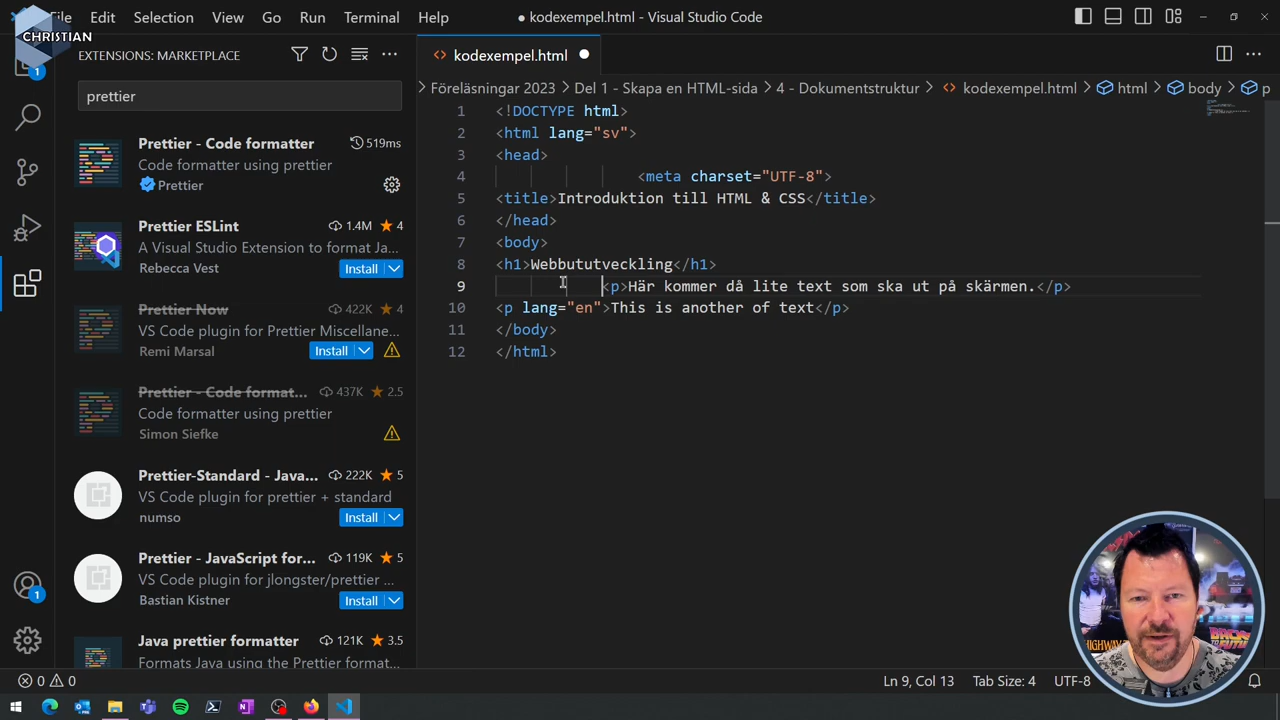 File Edit Selection View Go Run Terminal Help
● kodexempel.html - Visual Studio Code
CHRISTIAN
EXTENSIONS: MARKETPLACE
kodexempel.html
1
prettier
Föreläsningar 2023 > Del 1 - Skapa en HTML-sida > 4 - Dokumentstruktur > kodexempel.html > html > body > p
Prettier - Code formatter 519ms
Code formatter using prettier
Prettier
Prettier ESLint 1.4M ★ 4
A Visual Studio Extension to format Ja...
Rebecca Vest Install
Prettier Now 46K ★ 4
Formatters for Prettier Miscellane...
Remi Marsal Install
Prettier - Code format... 437K ★ 2.5
Code formatter using prettier
Simon Siefke
Prettier-Standard - Java... 222K ★ 5
VS Code plugin for prettier + standard
numso Install
Prettier - JavaScript for... 119K ★ 5
VS Code plugin for jlongster/prettier ...
Bastian Kistner Install
Java prettier formatter 121K ★ 3.5
Formats Java using the Prettier format...
1
1 <!DOCTYPE html>
2 <html lang="sv">
3 <head>
4 <meta charset="UTF-8">
5 <title>Introduktion till HTML & CSS</title>
6 </head>
7 <body>
8 <h1>Webbututveckling</h1>
9 <p>Här kommer då lite text som ska ut på skärmen.</p>
10 <p lang="en">This is another of text</p>
11 </body>
12 </html>
HIGHWAY
BACK TO FUTURE
0 0
Ln 9, Col 13 Tab Size: 4 UTF-8